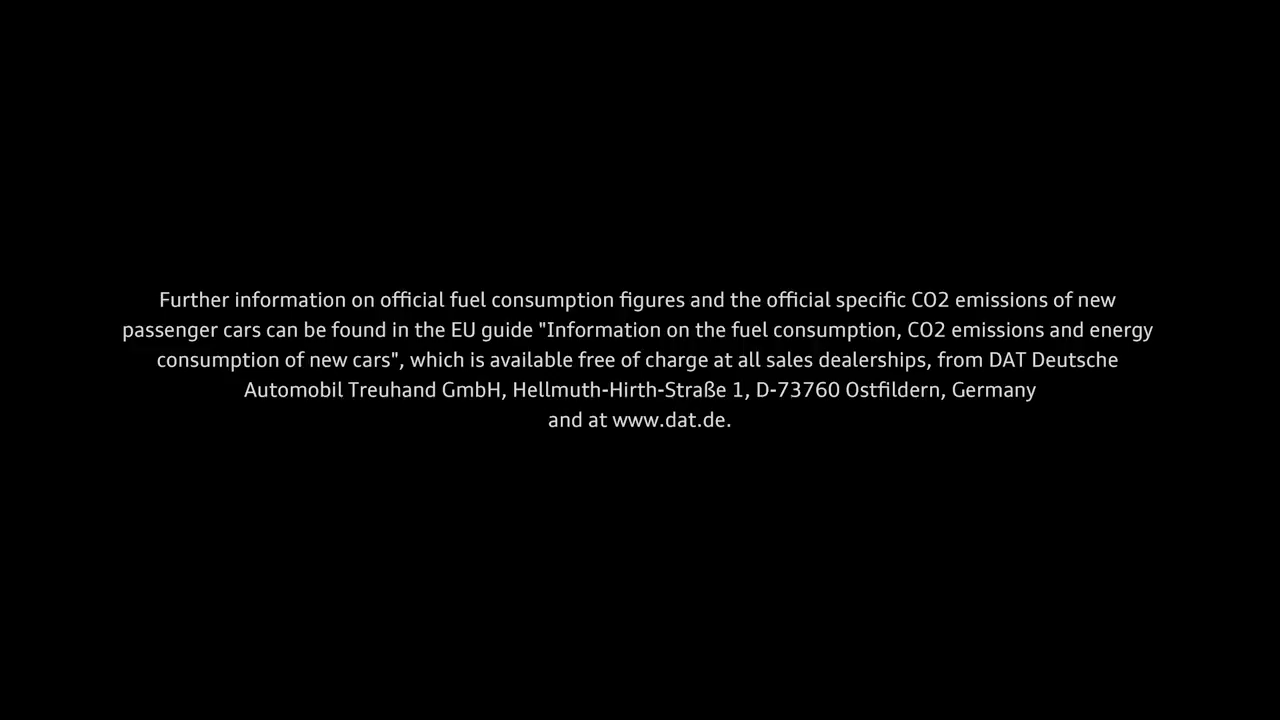 Further information on official fuel consumption figures and the official specific CO2 emissions of new
passenger cars can be found in the EU guide "Information on the fuel consumption, CO2 emissions and energy
consumption of new cars", which is available free of charge at all sales dealerships, from DAT Deutsche
Automobil Treuhand GmbH, Hellmuth-Hirth-Straße 1, D-73760 Ostfildern, Germany
and at www.dat.de.